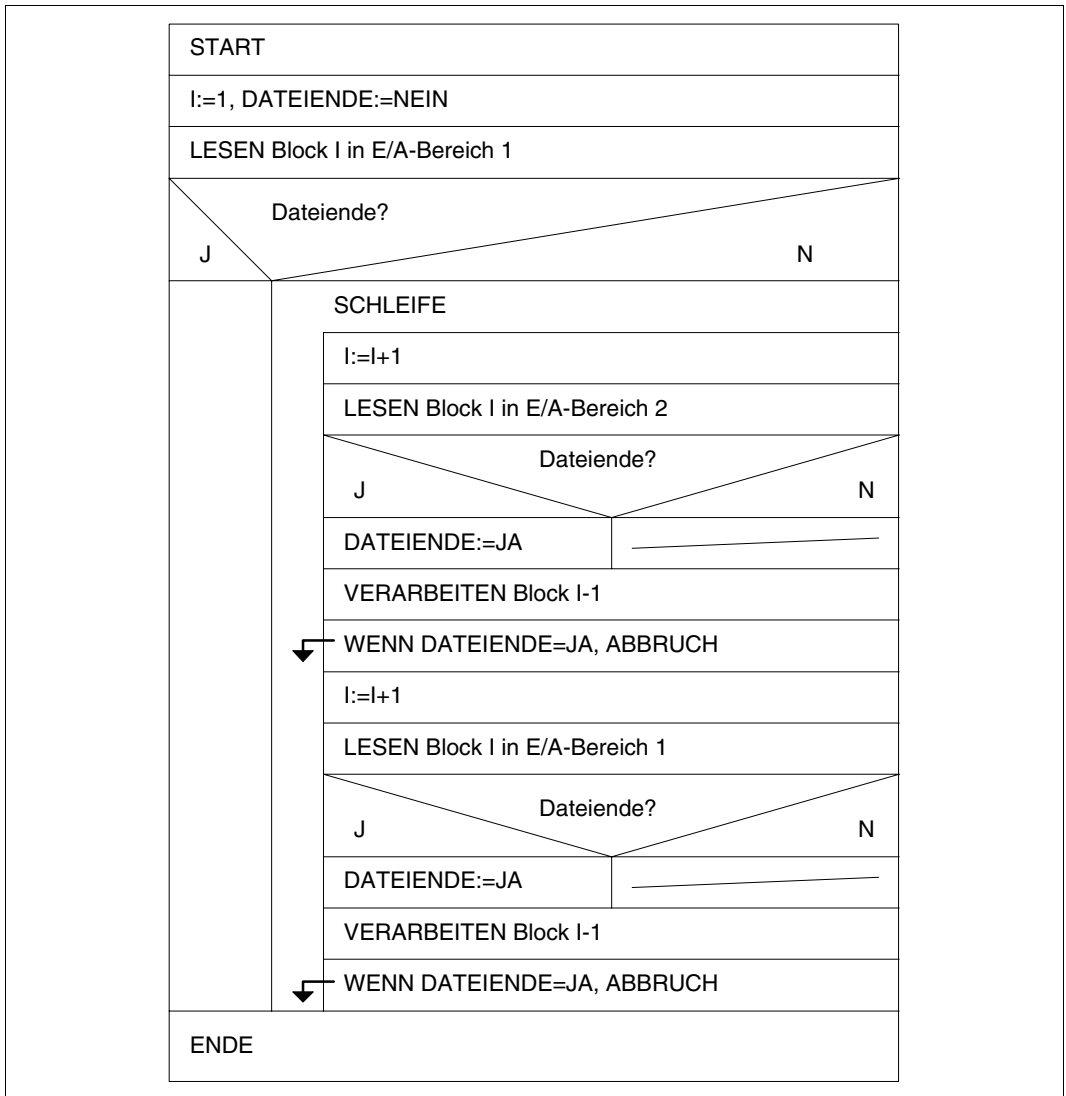 START
I:=1, DATEIENDE:=NEIN
LESEN Block I in E/A-Bereich 1
Dateiende?
J
N
SCHLEIFE
I:=I+1
LESEN Block I in E/A-Bereich 2
Dateiende?
J
N
DATEIENDE:=JA
VERARBEITEN Block I-1
WENN DATEIENDE=JA, ABBRUCH
I:=I+1
LESEN Block I in E/A-Bereich 1
Dateiende?
J
N
DATEIENDE:=JA
VERARBEITEN Block I-1
WENN DATEIENDE=JA, ABBRUCH
ENDE